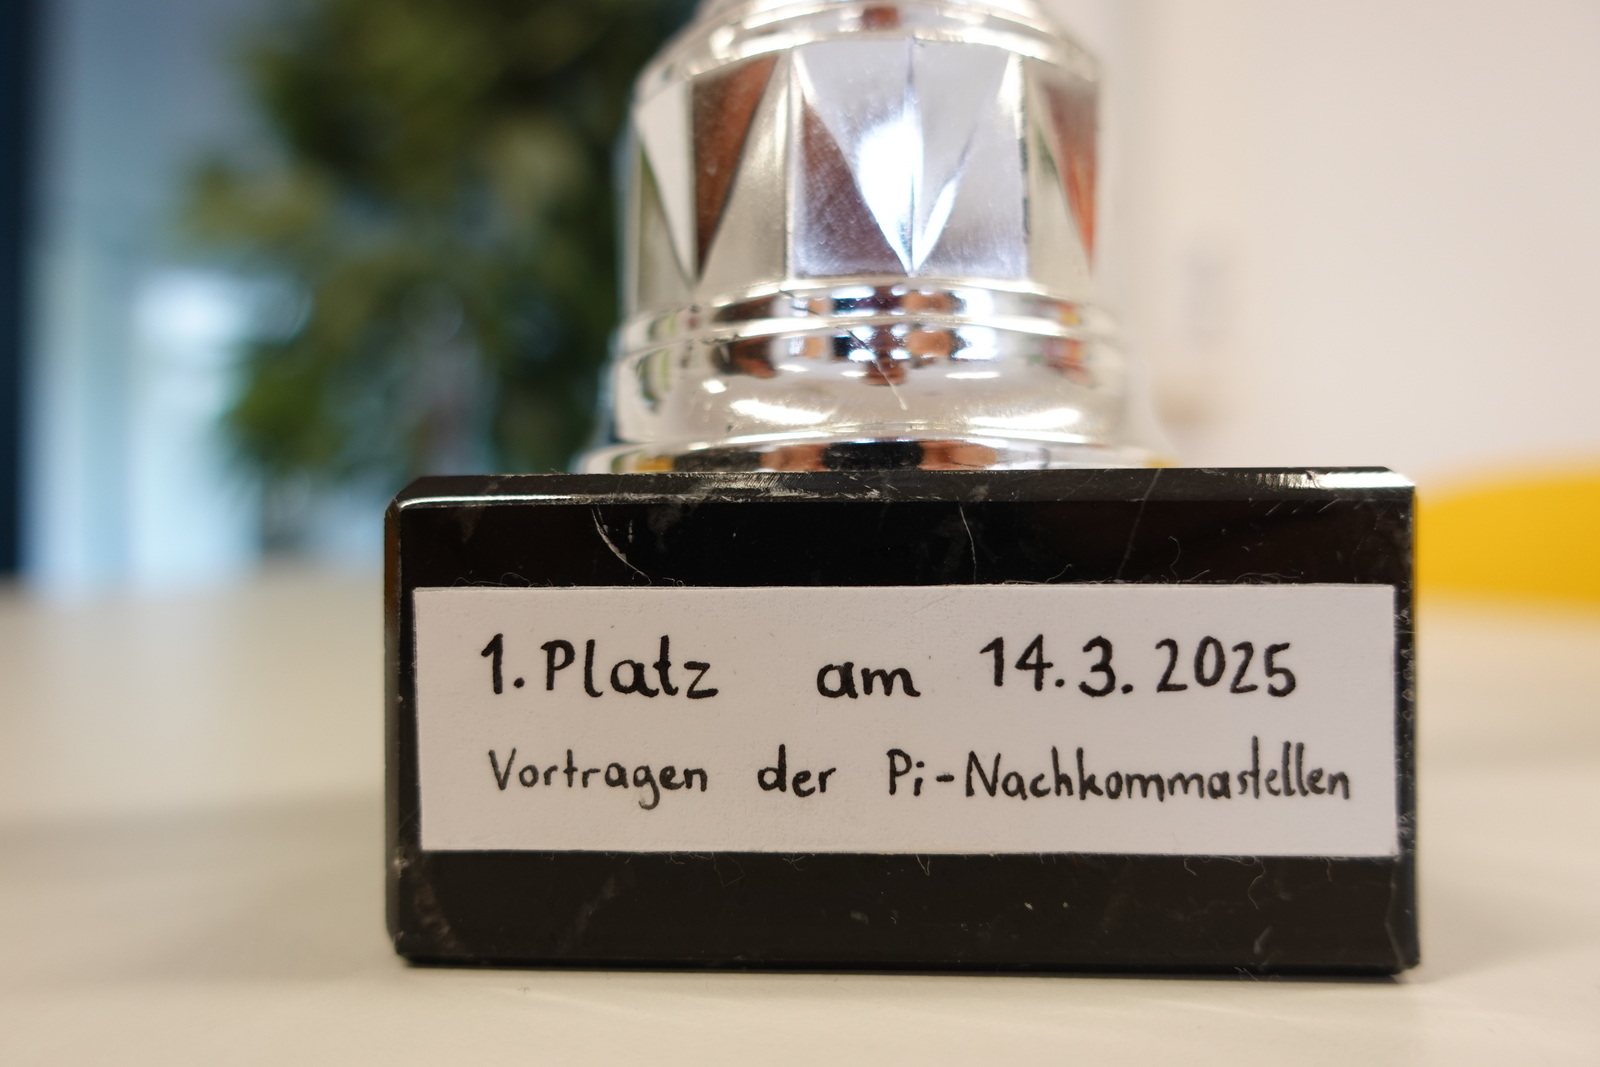 1. Platz am 14.3.2025
Vortragen der Pi-Nachkommastellen